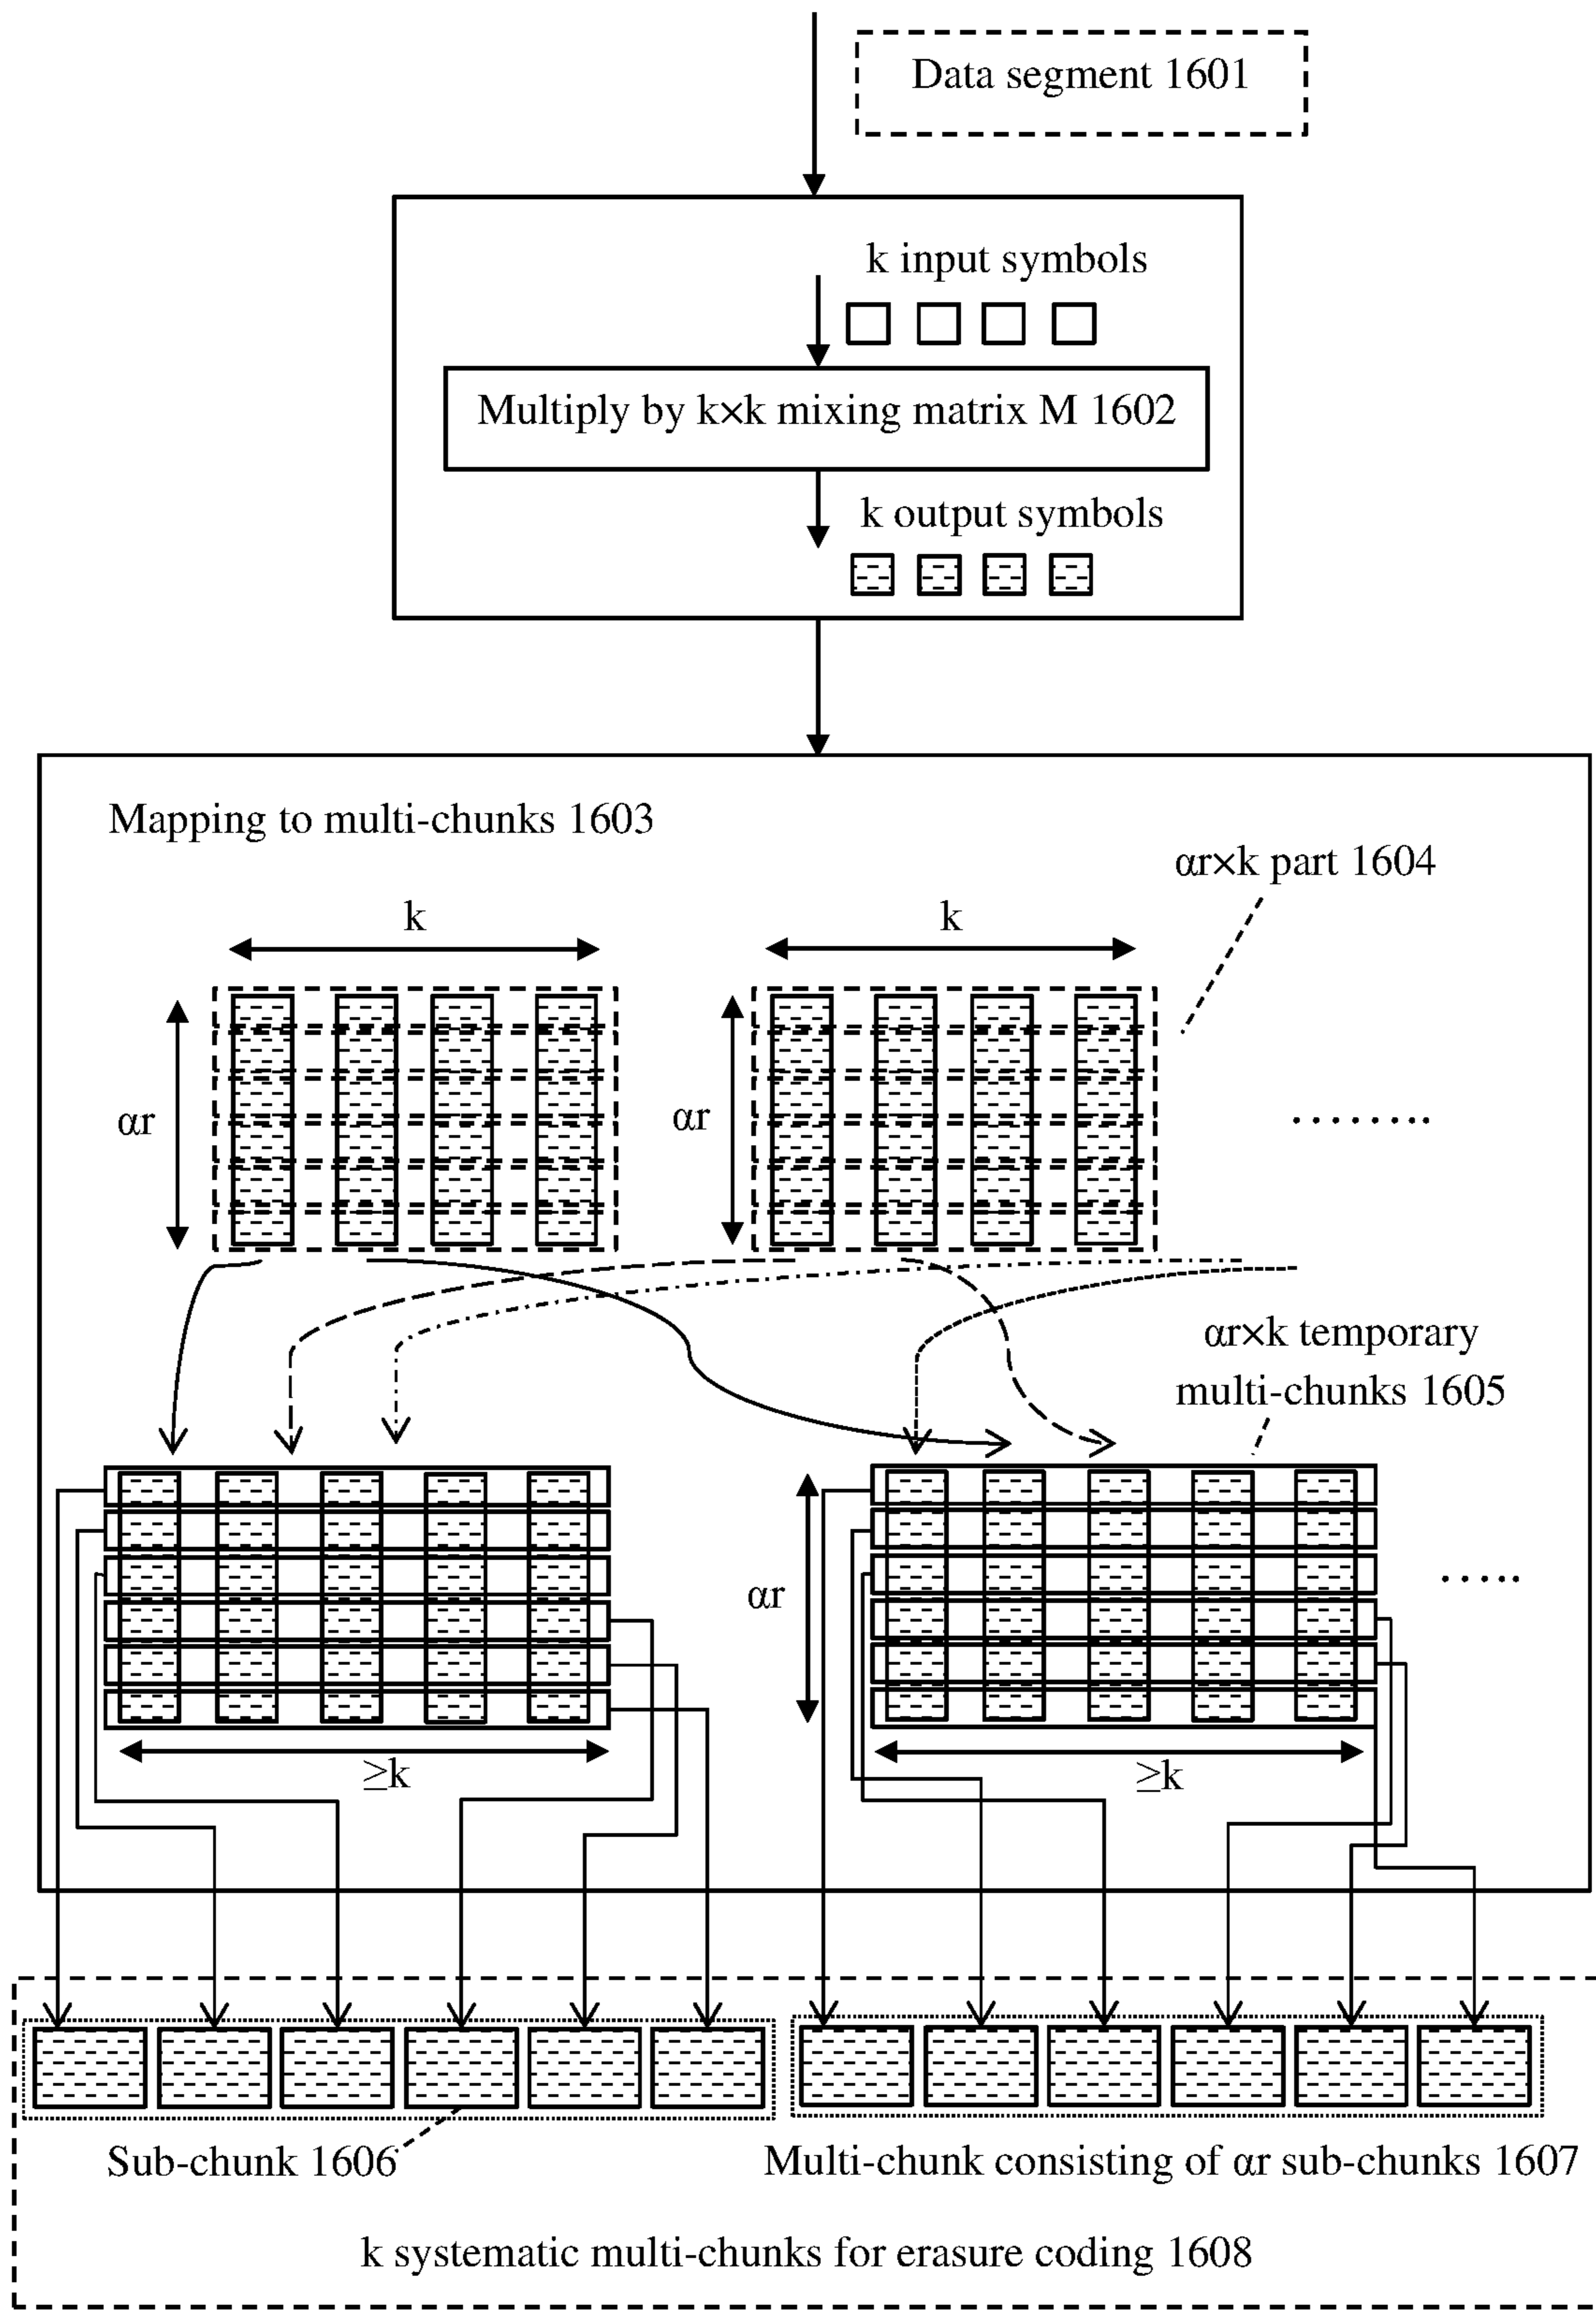 Data segment 1601
k input symbols
Multiply by k×k mixing matrix M 1602
k output symbols
Mapping to multi-chunks 1603
αr×k part 1604
k
k
αr
αr
αr×k temporary
multi-chunks 1605
αr
≥k
≥k
Sub-chunk 1606
Multi-chunk consisting of αr sub-chunks 1607
k systematic multi-chunks for erasure coding 1608